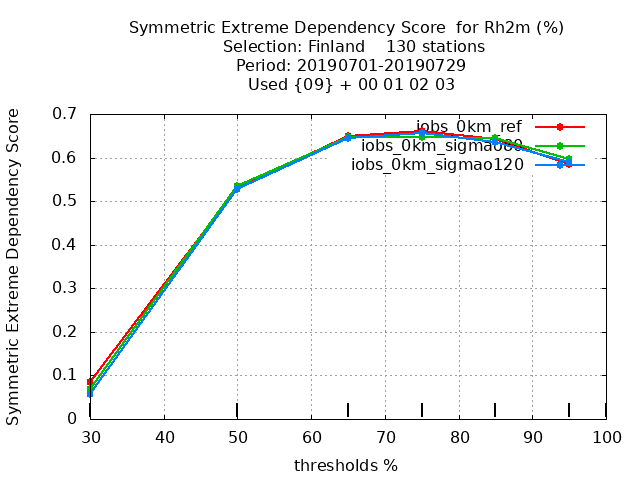 Symmetric Extreme Dependency Score for Rh2m (%)
Selection: Finland 130 stations
Period: 20190701-20190729
Used {09} + 00 01 02 03
Symmetric Extreme Dependency Score
0.7
0.6
0.5
0.4
0.3
0.2
0.1
0
iobs_0km_ref
iobs_0km_sigmao80
iobs_0km_sigmao120
30 40 50 60 70 80 90 100
thresholds %